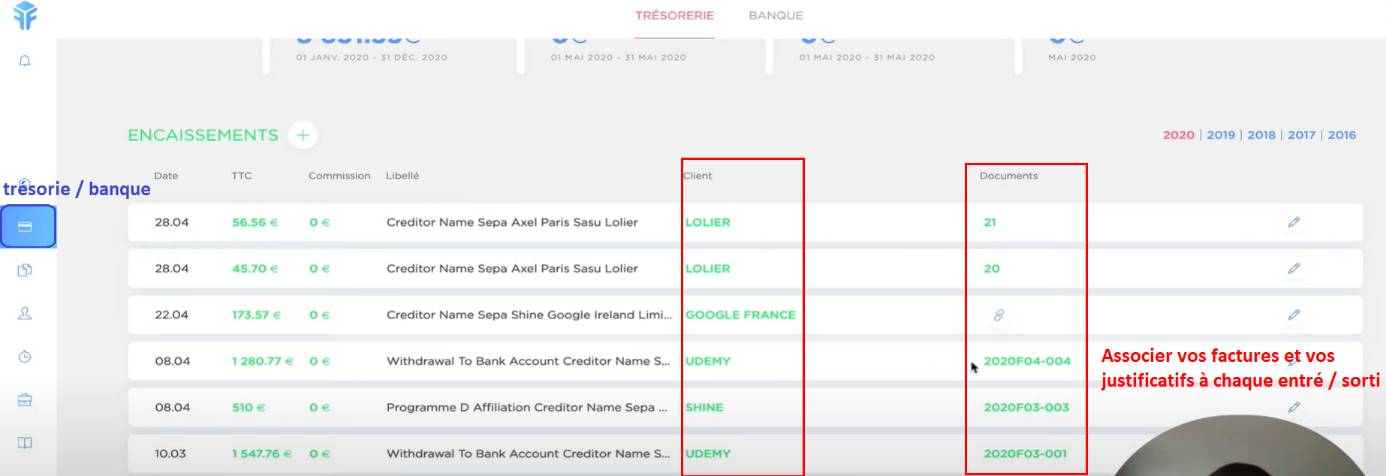 TRÉSORERIE BANQUE
01 JANV. 2020 - 31 DÉC. 2020 01 MAI 2020 - 31 MAI 2020 01 MAI 2020 - 31 MAI 2020 MAI 2020
ENCAISSEMENTS + 2020 | 2019 | 2018 | 2017 | 2016
Date TTC Commission Libellé Client Documents
trésorie / banque
28.04 56.56 € 0 € Creditor Name Sepa Axel Paris Sasu Lolier LOLIER 21
28.04 45.70 € 0 € Creditor Name Sepa Axel Paris Sasu Lolier LOLIER 20
22.04 173.57 € 0 € Creditor Name Sepa Shine Google Ireland Limi... GOOGLE FRANCE
08.04 1 280.77 € 0 € Withdrawal To Bank Account Creditor Name S... UDEMY 2020F04-004
Associer vos factures et vos
justificatifs à chaque entré / sorti
08.04 510 € 0 € Programme D Affiliation Creditor Name Sepa ... SHINE 2020F03-003
10.03 1 547.76 € 0 € Withdrawal To Bank Account Creditor Name S... UDEMY 2020F03-001